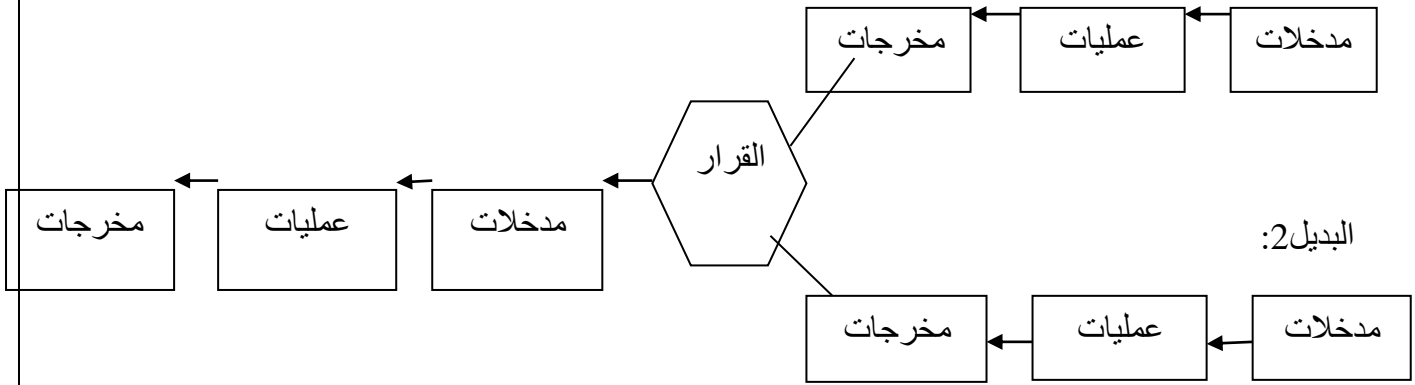 مدخلات
عمليات
مخرجات
القرار
مدخلات
عمليات
مخرجات
البديل2:
مدخلات
عمليات
مخرجات